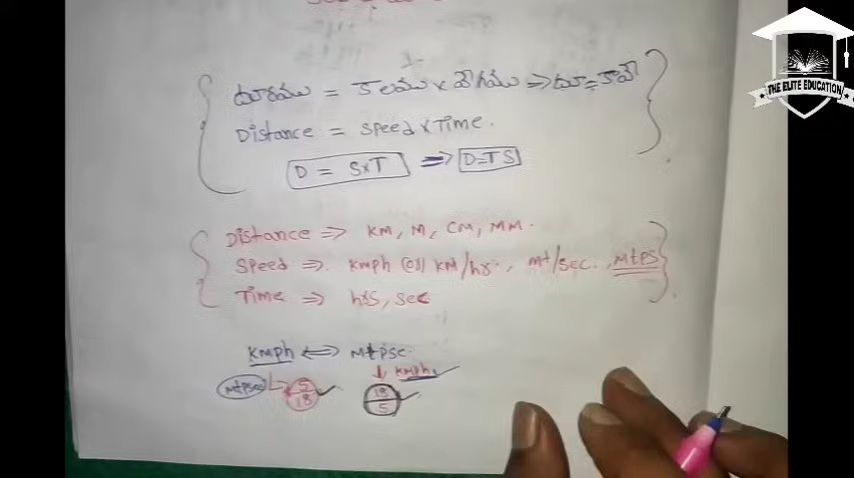 THE ELITE EDUCATION
దూరము = కాలము x వేగము => దూ = కావే
Distance = Speed x Time.
D = SxT => D=TS
Distance => KM, M, CM, MM.
Speed => kmph (or) km/hr., mt/sec., MtPS
Time => hrs, sec
kmph <=> mtpsc.
kmph
mtpsec 5/18 18/5